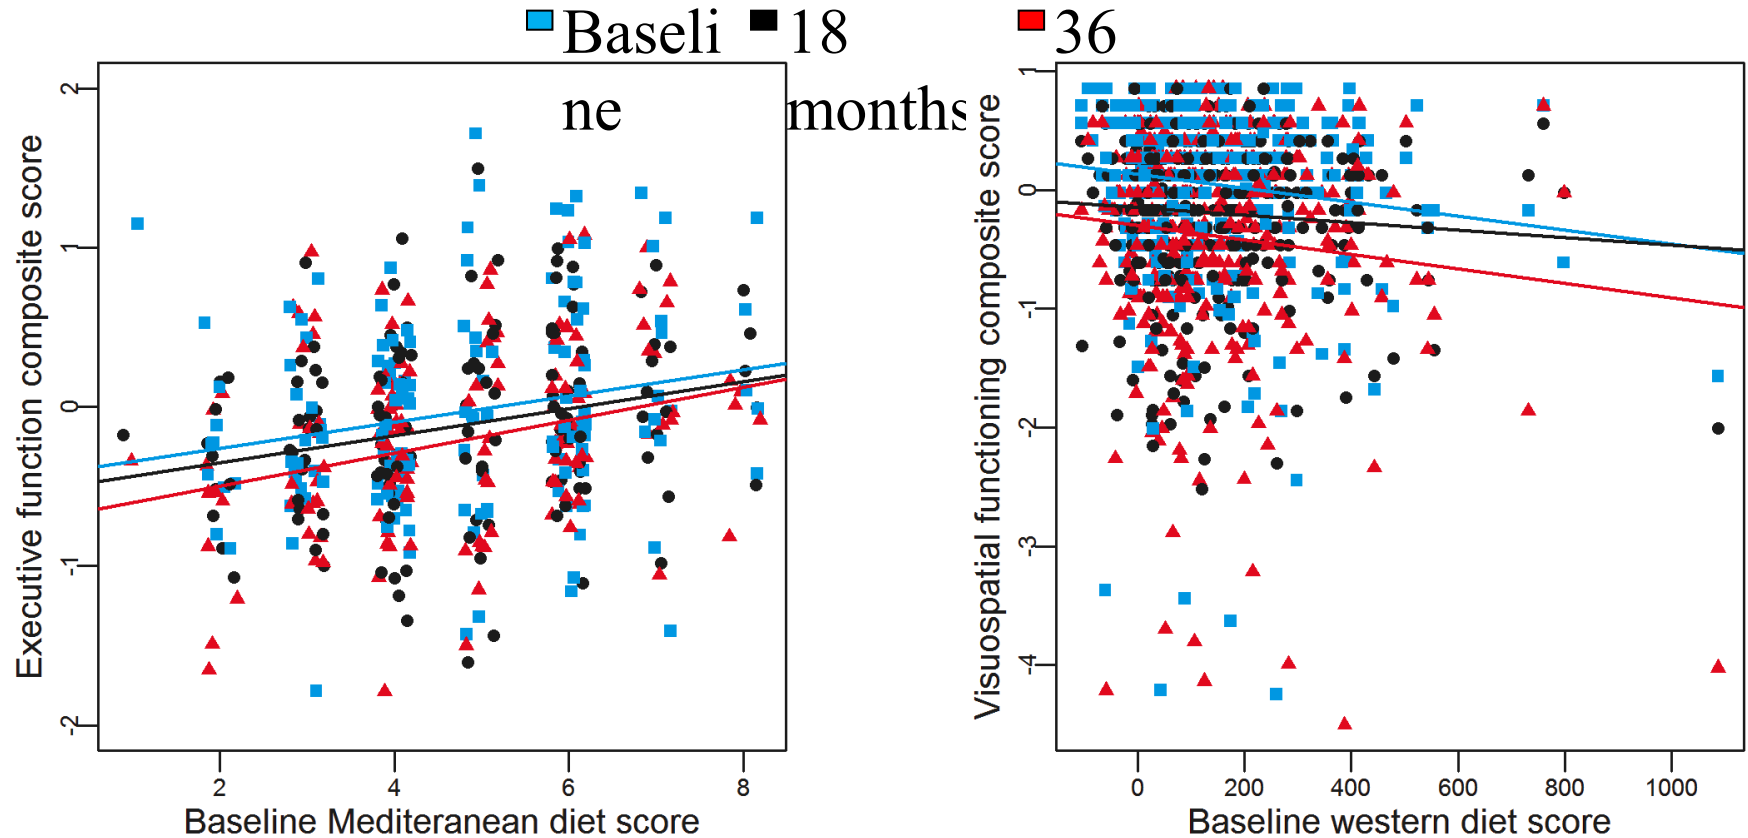 Baseli 18 36
ne months
Executive function composite score
2
1
0
-1
-2
2 4 6 8
Baseline Mediteranean diet score
Visuospatial functioning composite score
1
0
-1
-2
-3
-4
0 200 400 600 800 1000
Baseline western diet score